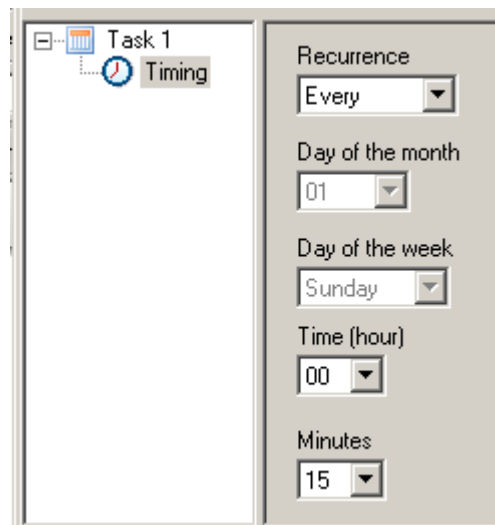 Task 1
Timing
Recurrence
Every
Day of the month
01
Day of the week
Sunday
Time (hour)
00
Minutes
15